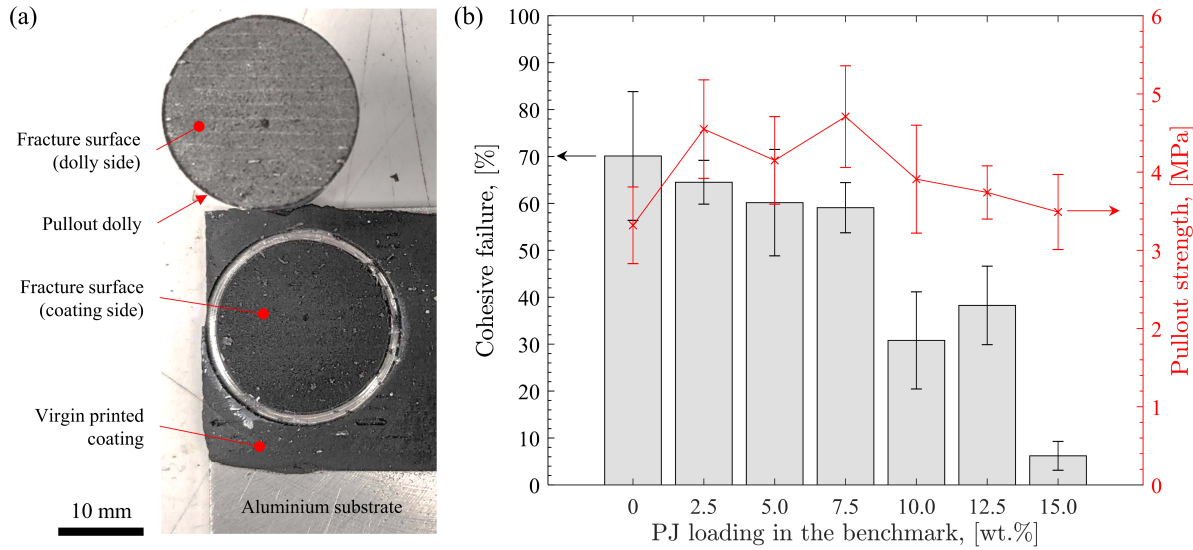 (a)
Fracture surface
(dolly side)
Pullout dolly
Fracture surface
(coating side)
Virgin printed
coating
10 mm
Aluminium substrate
(b)
Cohesive failure, [%]
100
90
80
70
60
50
40
30
20
10
0
0 2.5 5.0 7.5 10.0 12.5 15.0
PJ loading in the benchmark, [wt.%]
6
5
4
3
2
1
0
Pullout strength, [MPa]